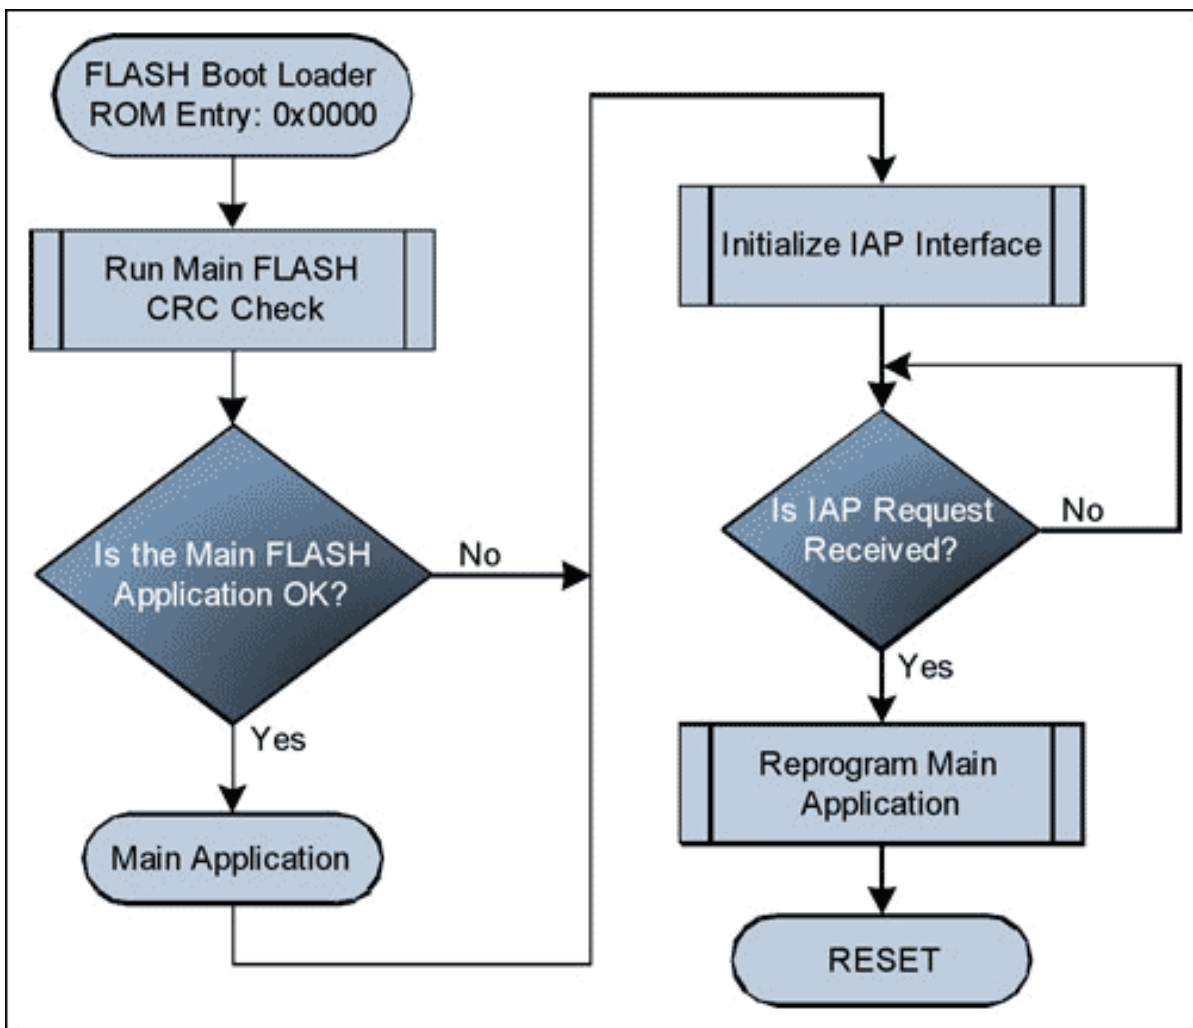 FLASH Boot Loader
ROM Entry: 0x0000
Run Main FLASH
CRC Check
Is the Main FLASH
Application OK?
No
Yes
Main Application
Initialize IAP Interface
Is IAP Request
Received?
No
Yes
Reprogram Main
Application
RESET